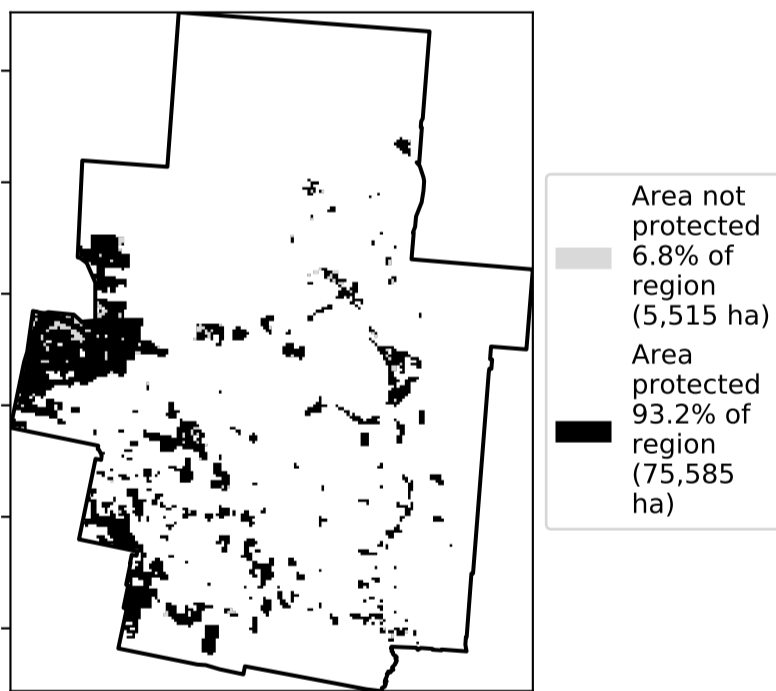 Area not
protected
6.8% of
region
(5,515 ha)
Area
protected
93.2% of
region
(75,585
ha)